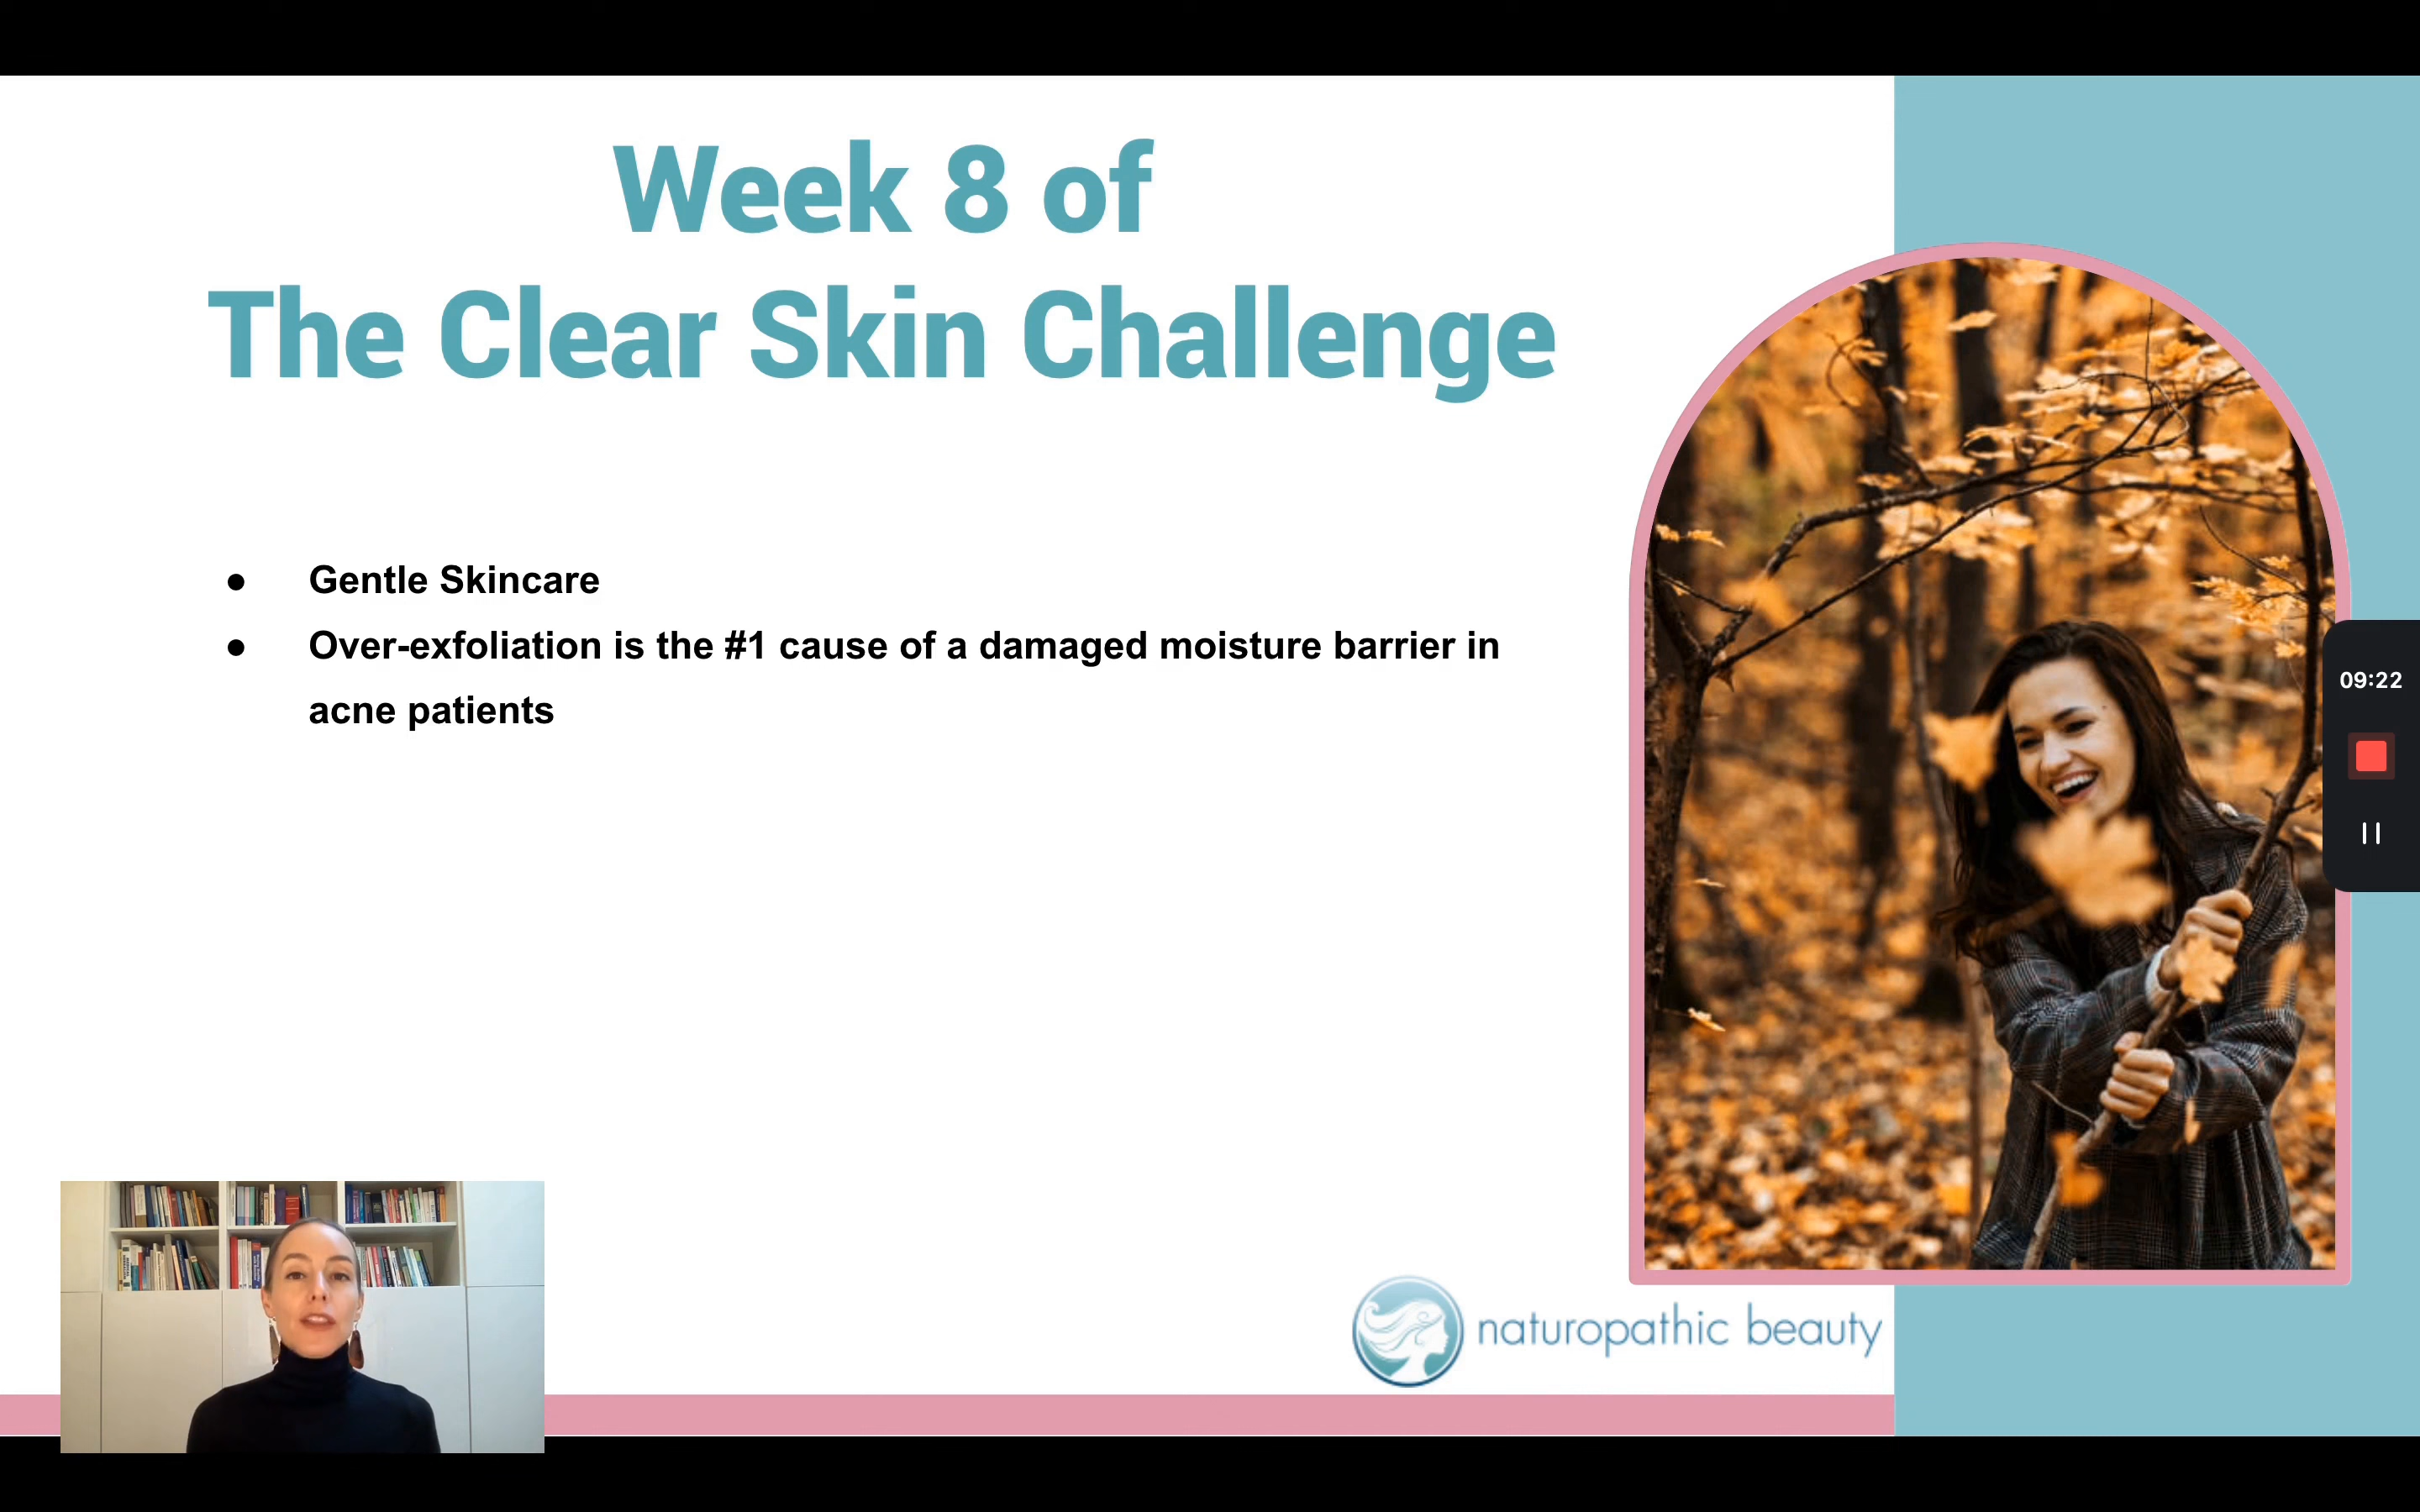 Week 8 of
The Clear Skin Challenge
● Gentle Skincare
● Over-exfoliation is the #1 cause of a damaged moisture barrier in
acne patients
09:22
naturopathic beauty